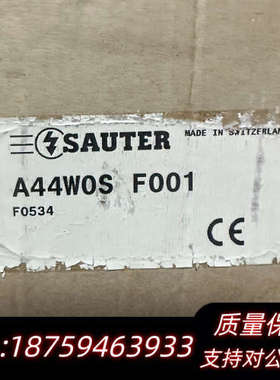 SAUTER
MADE IN SWITZERLAN
A44W0S F001
F0534
CE
质量保
:18759463933
支持对公